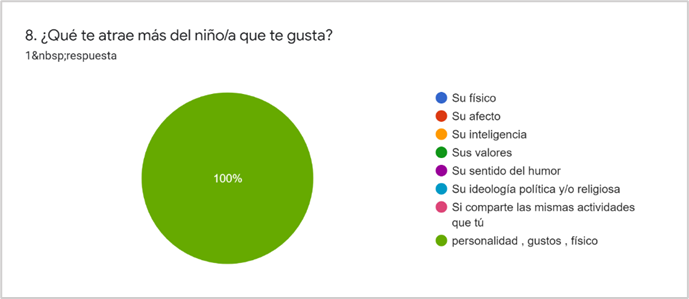 8. ¿Qué te atrae más del niño/a que te gusta?
1&nbsp;respuesta
100%
Su físico
Su afecto
Su inteligencia
Sus valores
Su sentido del humor
Su ideología política y/o religiosa
Si comparte las mismas actividades
que tú
personalidad , gustos , físico